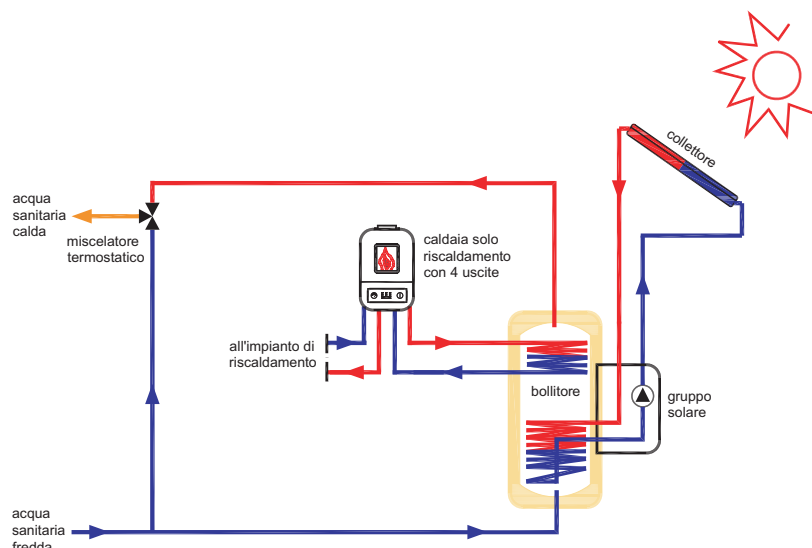 collettore
acqua
sanitaria
calda
miscelatore
termostatico
caldaia solo
riscaldamento
con 4 uscite
all'impianto di
riscaldamento
bollitore
gruppo
solare
acqua
sanitaria
fredda